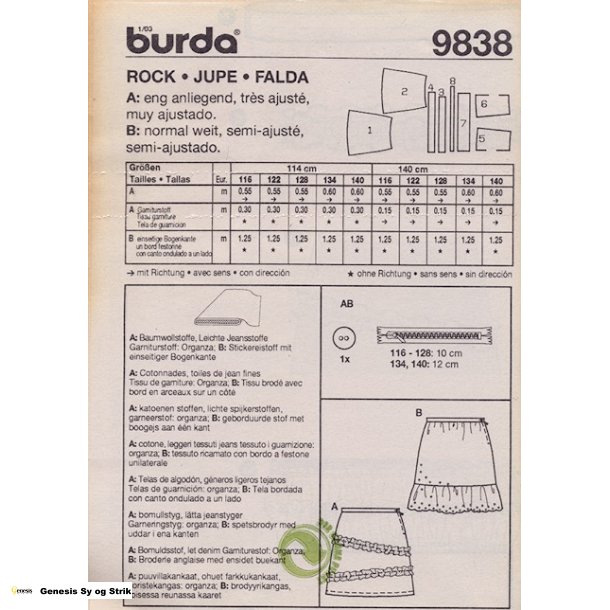 1/03
burda®
9838
ROCK • JUPE • FALDA
A: eng anliegend, très ajusté,
muy ajustado.
B: normal weit, semi-ajusté,
semi-ajustado.
1 2 4 3 8 7 6 5
Größen 114 cm 140 cm
Tailles • Tallas Eur. 116 122 128 134 140 116 122 128 134 140
A m 0.55 0.55 0.55 0.60 0.60 0.55 0.55 0.55 0.60 0.60
→ → → → → → → → → →
A Garniturstoff m 0.30 0.30 0.30 0.30 0.30 0.15 0.15 0.15 0.15 0.15
Tissu garniture * * * * * → → → → →
Tela de guarnición
B einseitige Bogenkante m 1.25 1.25 1.25 1.25 1.25 1.25 1.25 1.25 1.25 1.25
un bord festonne * * * * * * * * * *
con canto ondulado a un lado
→ mit Richtung • avec sens • con dirección * ohne Richtung • sans sens • sin dirección
A: Baumwollstoffe, Leichte Jeansstoffe
Garniturstoff: Organza; B: Stickereistoff mit
einseitiger Bogenkante
A: Cotonnades, toiles de jean fines
Tissu de garniture: Organza; B: Tissu brodé avec
bord en arceaux sur un côté
A: katoenen stoffen, lichte spijkerstoffen,
garneerstof: organza; B: geborduurde stof met
boogjes aan één kant
A: cotone, leggeri tessuti jeans tessuto i guarnizione:
organza; B: tessuto ricamato con bordo a festone
unilaterale
A: Telas de algodón, géneros ligeros tejanos
Telas de guarnición: organza; B: Tela bordada
con canto ondulado a un lado
A: bomullstyg, lätta jeanstyger
Garneringstyg: organza; B: spetsbrodyr med
uddar i ena kanten
A: Bomuldsstof, let denim Garniturestof: Organza,
B: Broderie anglaise med ensidet buekant
A: puuvillakankaat, ohuet farkkukankaat,
koristekangas: organza; B: brodyyrikangas,
toisessa reunassa kaaret
AB
1x
116 - 128: 10 cm
134, 140: 12 cm
B
A
Genesis Genesis Sy og Strik